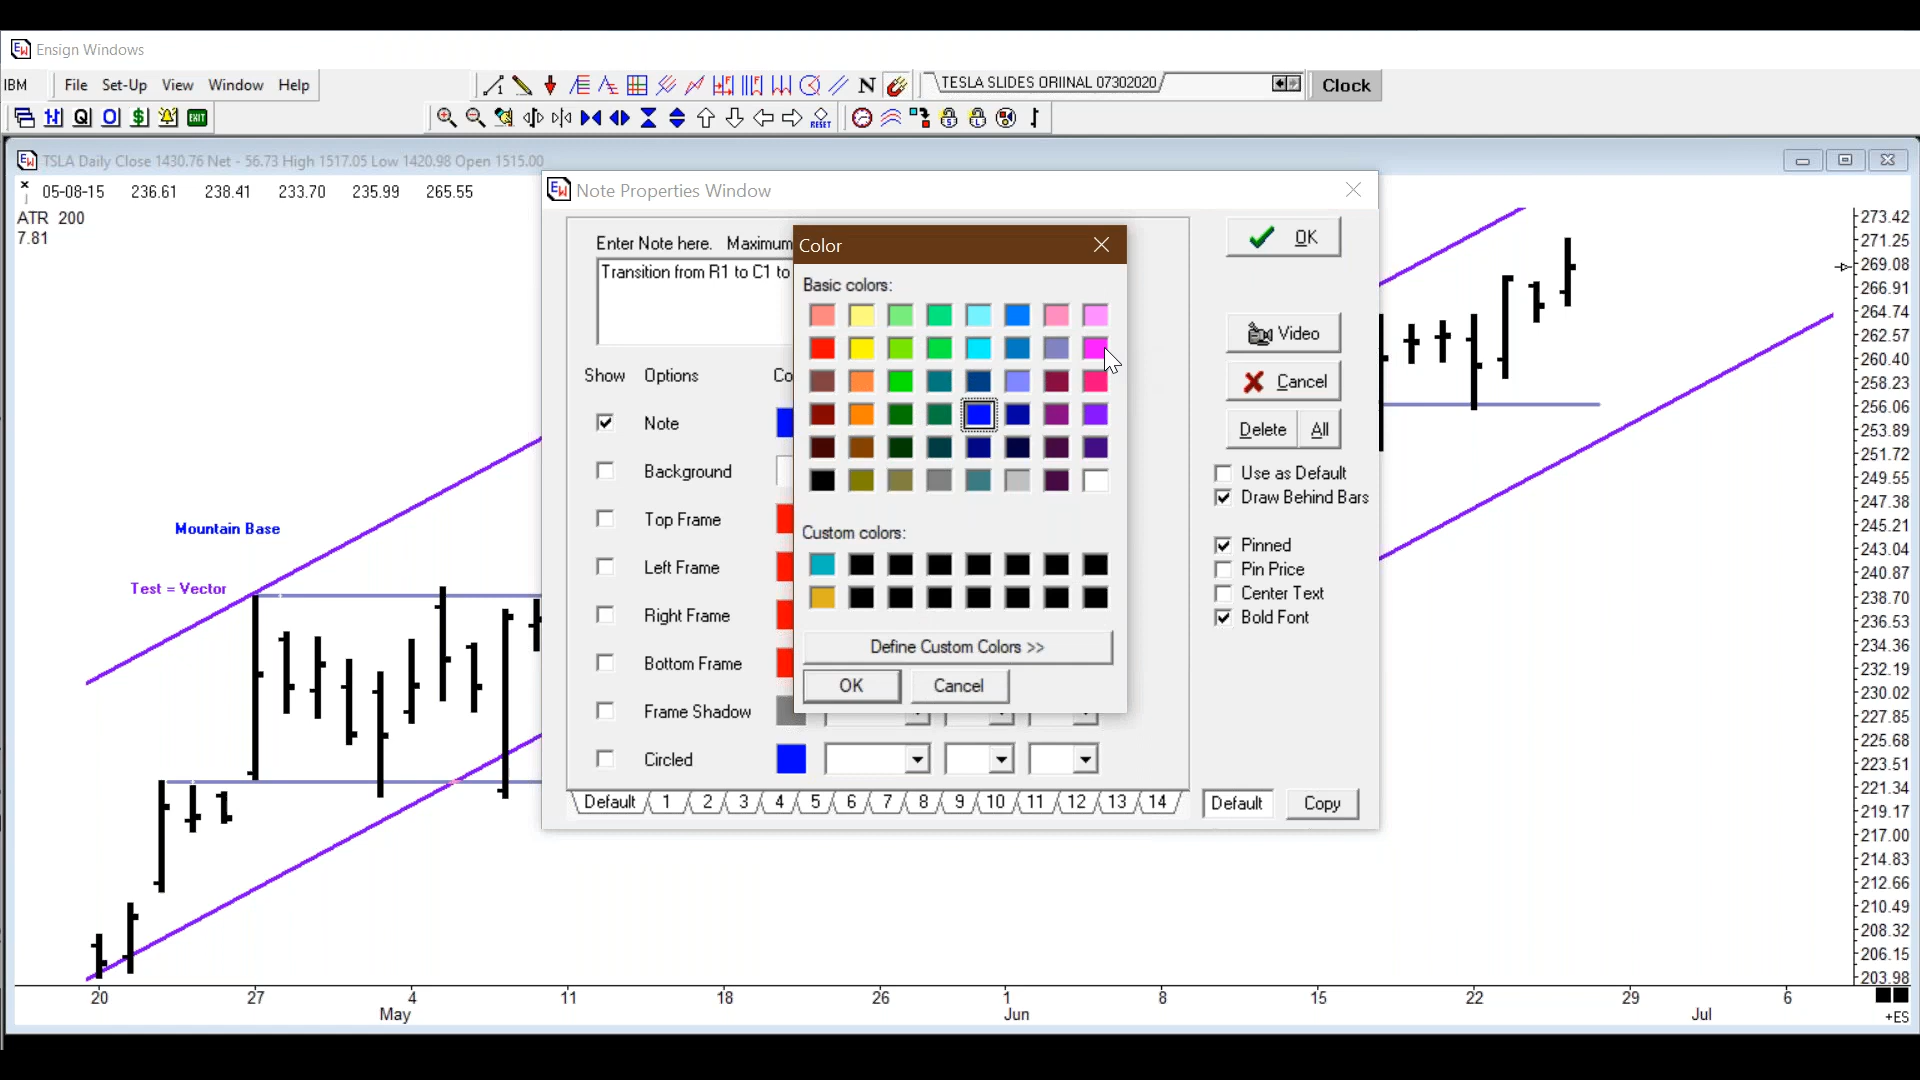 Ensign Windows
IBM File Set-Up View Window Help
N TESLA SLIDES ORIINAL 07302020 Clock
Q O $ EXIT RESET
TSLA Daily Close 1430.76 Net - 56.73 High 1517.05 Low 1420.98 Open 1515.00
05-08-15 236.61 238.41 233.70 235.99 265.55
ATR 200
7.81
Mountain Base
Test = Vector
Note Properties Window
Enter Note here. Maximum
Transition from R1 to C1 to
Show Options Co
Note
Background
Top Frame
Left Frame
Right Frame
Bottom Frame
Frame Shadow
Circled
Default 1 2 3 4 5 6 7 8 9 10 11 12 13 14
Color
Basic colors:
Custom colors:
Define Custom Colors >>
OK Cancel
OK
Video
Cancel
Delete All
Use as Default
Draw Behind Bars
Pinned
Pin Price
Center Text
Bold Font
Default Copy
273.42
271.25
269.08
266.91
264.74
262.57
260.40
258.23
256.06
253.89
251.72
249.55
247.38
245.21
243.04
240.87
238.70
236.53
234.36
232.19
230.02
227.85
225.68
223.51
221.34
219.17
217.00
214.83
212.66
210.49
208.32
206.15
203.98
20 27 4 11 18 26 1 8 15 22 29 6
May Jun Jul +ES